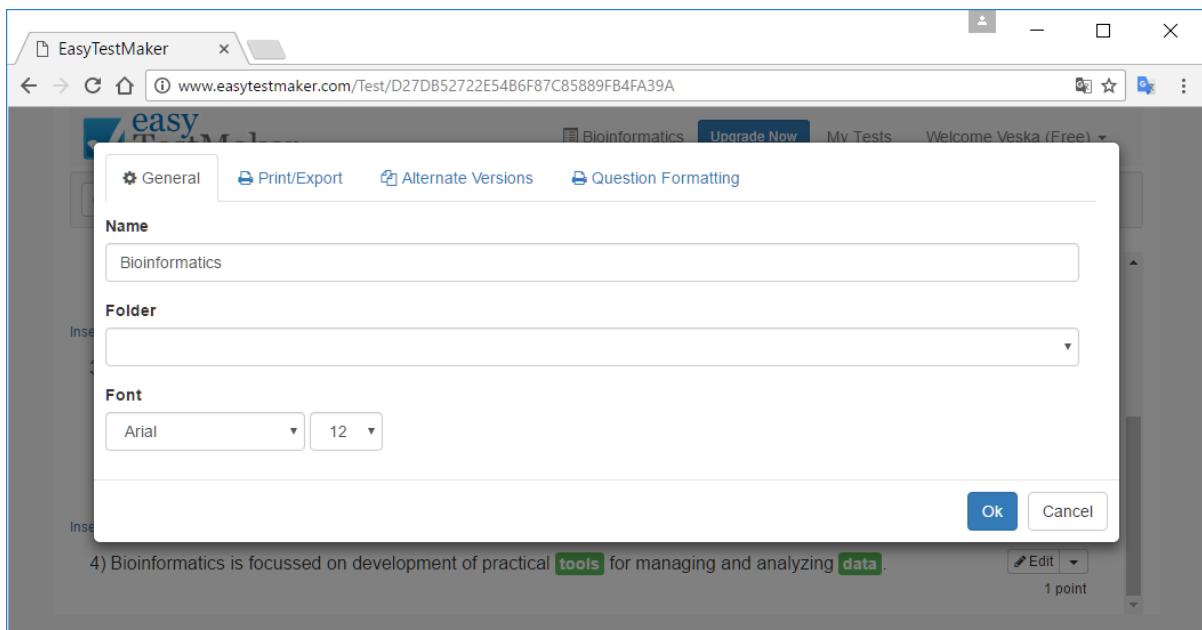 EasyTestMaker
www.easytestmaker.com/Test/D27DB52722E54B6F87C85889FB4FA39A
easy
Bioinformatics Upgrade Now My Tests Welcome Veska (Free)
General Print/Export Alternate Versions Question Formatting
Name
Bioinformatics
Folder
Font
Arial 12
Ok Cancel
4) Bioinformatics is focussed on development of practical tools for managing and analyzing data.
Edit
1 point